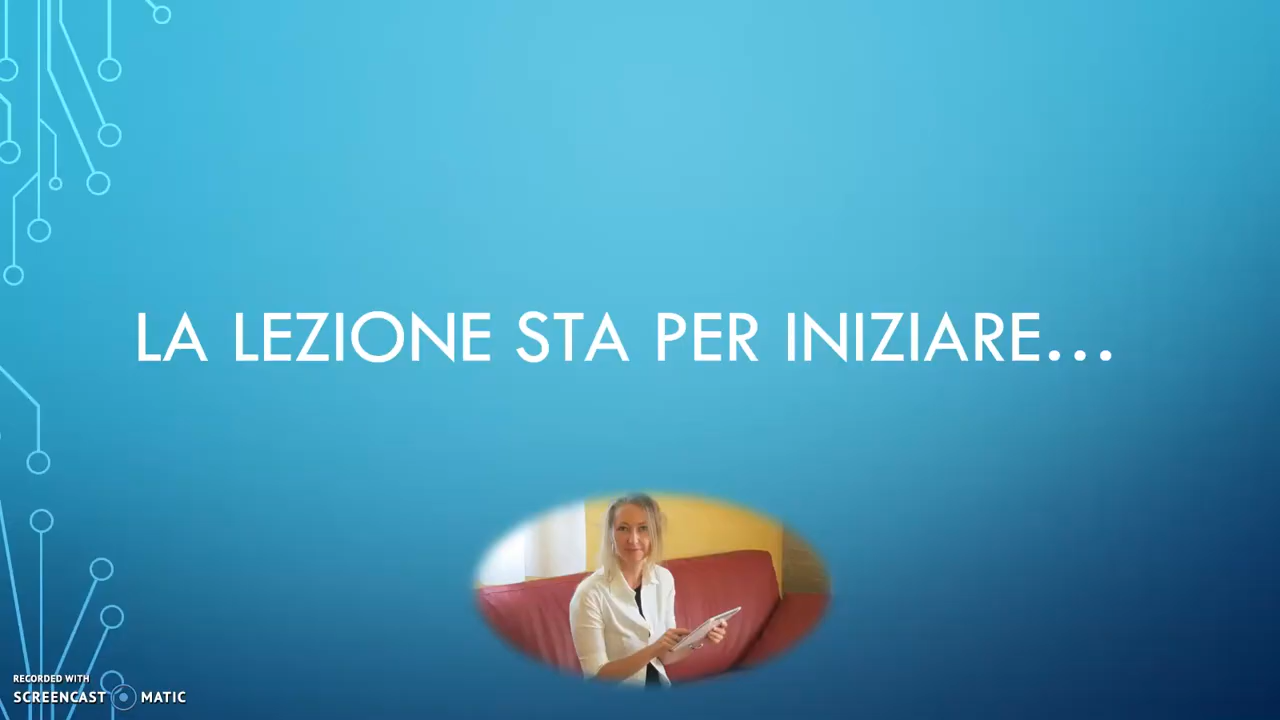 LA LEZIONE STA PER INIZIARE...
RECORDED WITH
SCREENCAST MATIC